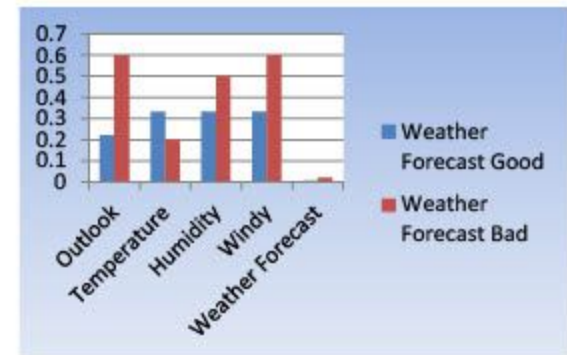 0.7
0.6
0.5
0.4
0.3
0.2
0.1
0
Outlook
Temperature
Humidity
Windy
Weather Forecast
Weather
Forecast Good
Weather
Forecast Bad